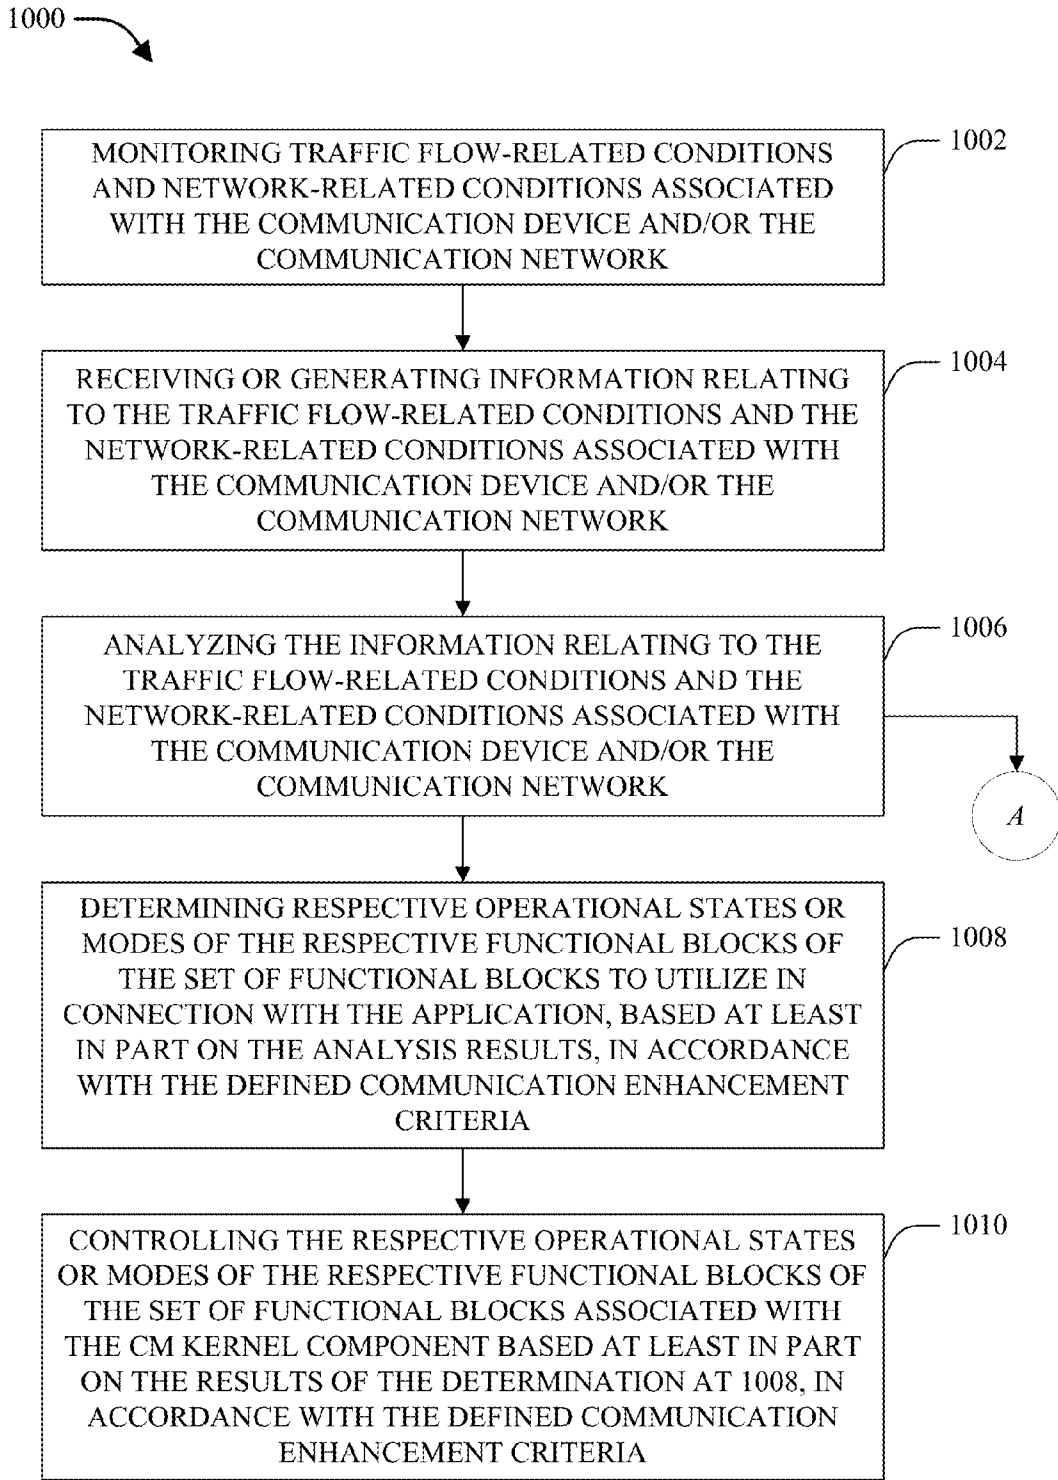 1000
MONITORING TRAFFIC FLOW-RELATED CONDITIONS
AND NETWORK-RELATED CONDITIONS ASSOCIATED
WITH THE COMMUNICATION DEVICE AND/OR THE
COMMUNICATION NETWORK
1002
RECEIVING OR GENERATING INFORMATION RELATING
TO THE TRAFFIC FLOW-RELATED CONDITIONS AND THE
NETWORK-RELATED CONDITIONS ASSOCIATED WITH
THE COMMUNICATION DEVICE AND/OR THE
COMMUNICATION NETWORK
1004
ANALYZING THE INFORMATION RELATING TO THE
TRAFFIC FLOW-RELATED CONDITIONS AND THE
NETWORK-RELATED CONDITIONS ASSOCIATED WITH
THE COMMUNICATION DEVICE AND/OR THE
COMMUNICATION NETWORK
1006
A
DETERMINING RESPECTIVE OPERATIONAL STATES OR
MODES OF THE RESPECTIVE FUNCTIONAL BLOCKS OF
THE SET OF FUNCTIONAL BLOCKS TO UTILIZE IN
CONNECTION WITH THE APPLICATION, BASED AT LEAST
IN PART ON THE ANALYSIS RESULTS, IN ACCORDANCE
WITH THE DEFINED COMMUNICATION ENHANCEMENT
CRITERIA
1008
CONTROLLING THE RESPECTIVE OPERATIONAL STATES
OR MODES OF THE RESPECTIVE FUNCTIONAL BLOCKS OF
THE SET OF FUNCTIONAL BLOCKS ASSOCIATED WITH
THE CM KERNEL COMPONENT BASED AT LEAST IN PART
ON THE RESULTS OF THE DETERMINATION AT 1008, IN
ACCORDANCE WITH THE DEFINED COMMUNICATION
ENHANCEMENT CRITERIA
1010